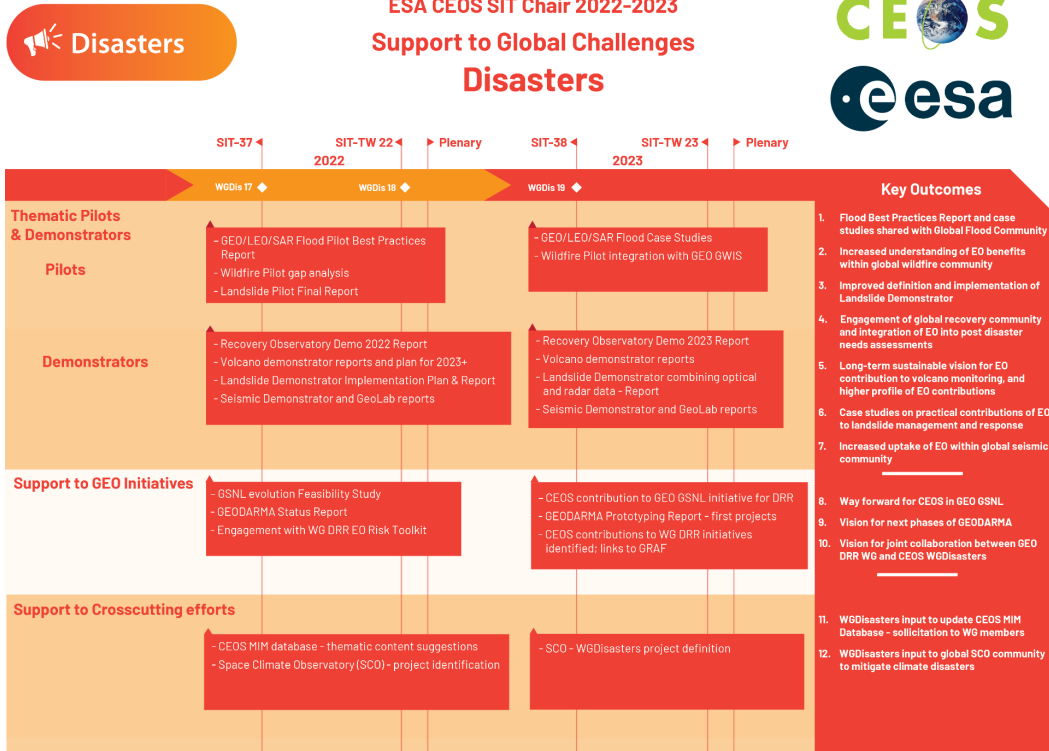 ESA CEOS SIT Chair 2022-2023
Disasters
Support to Global Challenges
Disasters
CEOS
esa
SIT-37
SIT-TW 22
Plenary
SIT-38
SIT-TW 23
Plenary
2022
2023
WGDis 17
WGDis 18
WGDis 19
Thematic Pilots
& Demonstrators
Pilots
- GEO/LEO/SAR Flood Pilot Best Practices
Report
- Wildfire Pilot gap analysis
- Landslide Pilot Final Report
- GEO/LEO/SAR Flood Case Studies
- Wildfire Pilot integration with GEO GWIS
Demonstrators
- Recovery Observatory Demo 2022 Report
- Volcano demonstrator reports and plan for 2023+
- Landslide Demonstrator Implementation Plan & Report
- Seismic Demonstrator and GeoLab reports
- Recovery Observatory Demo 2023 Report
- Volcano demonstrator reports
- Landslide Demonstrator combining optical
and radar data - Report
- Seismic Demonstrator and GeoLab reports
Support to GEO Initiatives
- GSNL evolution Feasibility Study
- GEODARMA Status Report
- Engagement with WG DRR EO Risk Toolkit
- CEOS contribution to GEO GSNL initiative for DRR
- GEODARMA Prototyping Report - first projects
- CEOS contributions to WG DRR initiatives
identified; links to GRAF
Support to Crosscutting efforts
- CEOS MIM database - thematic content suggestions
- Space Climate Observatory (SCO) - project identification
- SCO - WGDisasters project definition
Key Outcomes
1. Flood Best Practices Report and case
studies shared with Global Flood Community
2. Increased understanding of EO benefits
within global wildfire community
3. Improved definition and implementation of
Landslide Demonstrator
4. Engagement of global recovery community
and integration of EO into post disaster
needs assessments
5. Long-term sustainable vision for EO
contribution to volcano monitoring, and
higher profile of EO contributions
6. Case studies on practical contributions of EO
to landslide management and response
7. Increased uptake of EO within global seismic
community
8. Way forward for CEOS in GEO GSNL
9. Vision for next phases of GEODARMA
10. Vision for joint collaboration between GEO
DRR WG and CEOS WGDisasters
11. WGDisasters input to update CEOS MIM
Database - sollicitation to WG members
12. WGDisasters input to global SCO community
to mitigate climate disasters